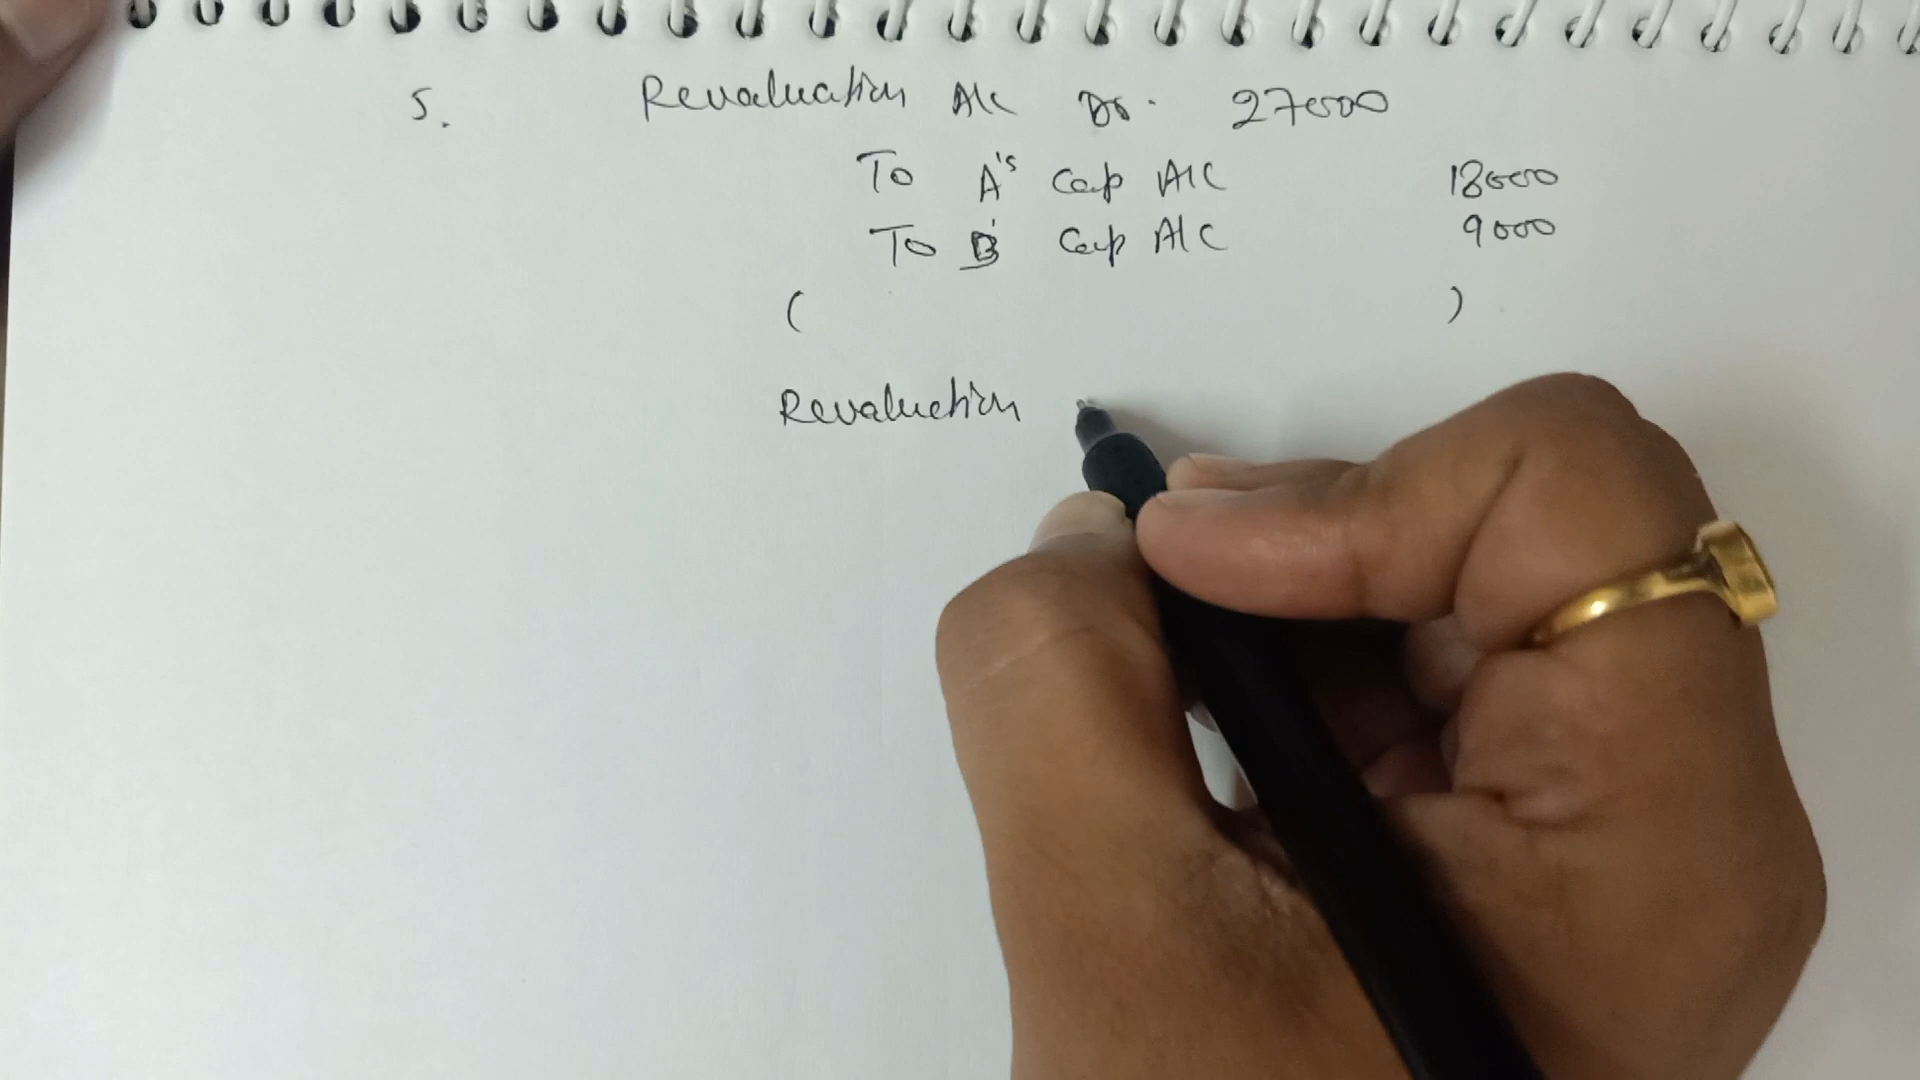 5. Revaluation A/c Dr. 27000
To A's Cap A/C 18000
To B' Cap A/C 9000
( )
Revaluation